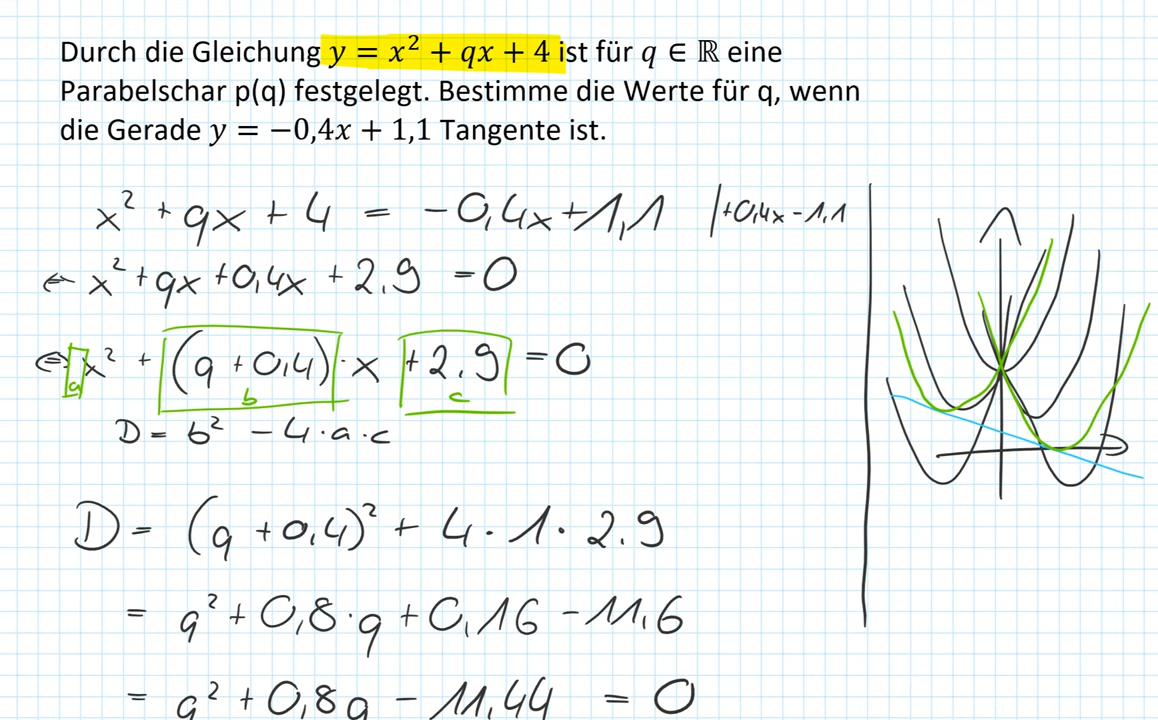 Durch die Gleichung y = x² + qx + 4 ist für q ∈ ℝ eine
Parabelschar p(q) festgelegt. Bestimme die Werte für q, wenn
die Gerade y = −0,4x + 1,1 Tangente ist.
x² + qx + 4 = -0,4x+1,1 |+0,4x -1,1
⇔ x² + qx +0,4x + 2,9 = 0
⇔ x² + (q + 0,4) · x + 2,9 = 0
a b c
D = b² - 4·a·c
D = (q + 0,4)² + 4 · 1 · 2,9
= q² + 0,8·q + 0,16 - 11,6
= q² + 0,8q - 11,44 = 0